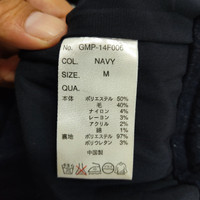 No. GMP-14F006
COL. NAVY
SIZE. M
QUA.
本体 ポリエステル 50%
毛 40%
ナイロン 4%
レーヨン 3%
アクリル 2%
綿 1%
裏地 ポリエステル 97%
ポリウレタン 3%
中国製